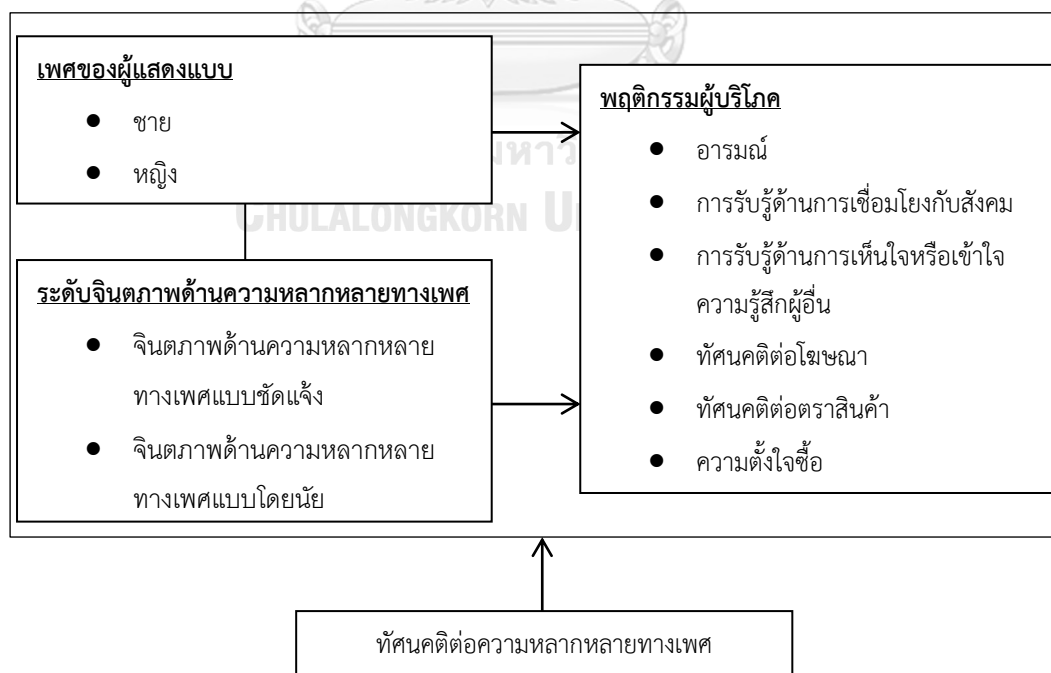 เพศของผู้แสดงแบบ
● ชาย
● หญิง
ระดับจินตภาพด้านความหลากหลายทางเพศ
● จินตภาพด้านความหลากหลาย
ทางเพศแบบชัดแจ้ง
● จินตภาพด้านความหลากหลาย
ทางเพศแบบโดยนัย
พฤติกรรมผู้บริโภค
● อารมณ์
● การรับรู้ด้านการเชื่อมโยงกับสังคม
● การรับรู้ด้านการเห็นใจหรือเข้าใจ
ความรู้สึกผู้อื่น
● ทัศนคติต่อโฆษณา
● ทัศนคติต่อตราสินค้า
● ความตั้งใจซื้อ
ทัศนคติต่อความหลากหลายทางเพศ
CHULALONGKORN